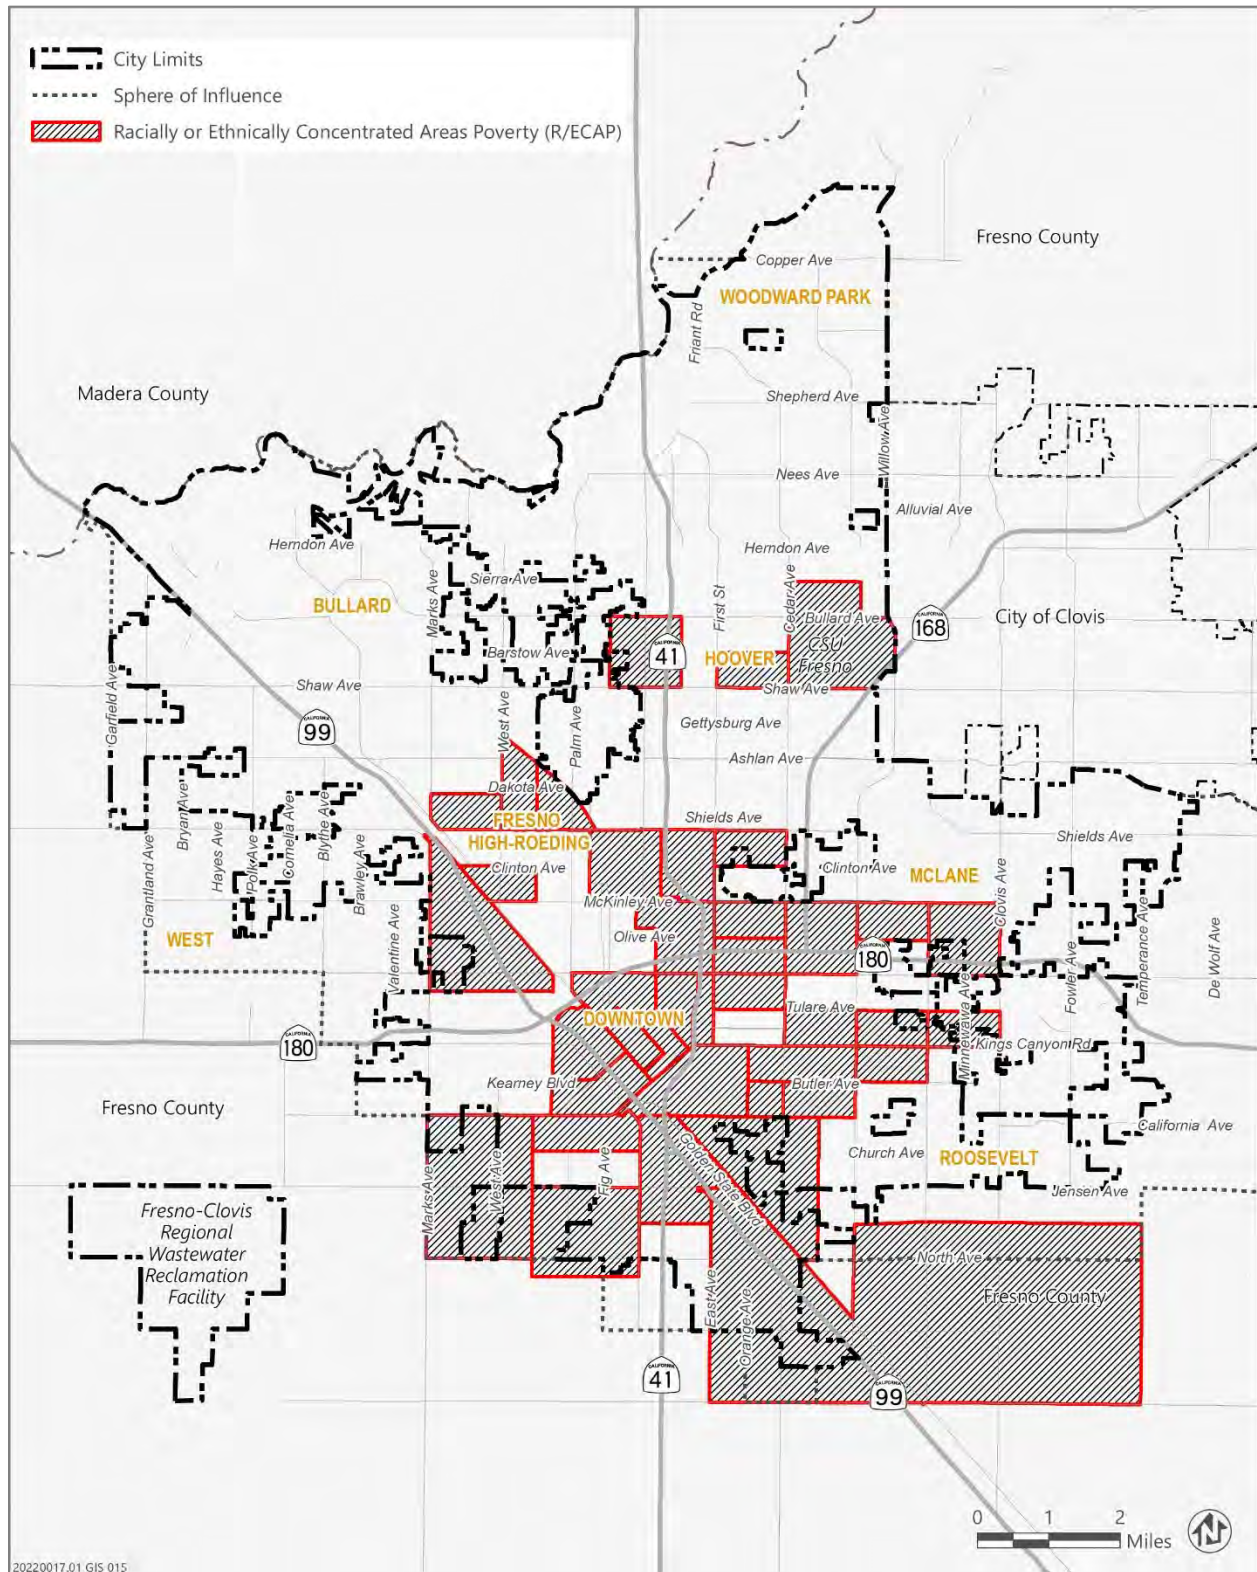 City Limits
Sphere of Influence
Racially or Ethnically Concentrated Areas Poverty (R/ECAP)
Fresno County
Copper Ave
WOODWARD PARK
Friant Rd
Madera County
Shepherd Ave
Willow Ave
Nees Ave
Alluvial Ave
Herndon Ave
Herndon Ave
Sierra Ave
Marks Ave
BULLARD
First St
Cedar Ave
Bullard Ave
CALIFORNIA
168
City of Clovis
CALIFORNIA
41
Barstow Ave
HOOVER
CSU
Fresno
Shaw Ave
Shaw Ave
Garfield Ave
West Ave
Palm Ave
Gettysburg Ave
CALIFORNIA
99
Ashlan Ave
Dakota Ave
FRESNO
HIGH-ROEDING
Shields Ave
Shields Ave
Grantland Ave
Bryan Ave
Hayes Ave
Polk Ave
Cornelia Ave
Blythe Ave
Brawley Ave
Clinton Ave
Clinton Ave
MCLANE
Clovis Ave
McKinley Ave
Olive Ave
WEST
Valentine Ave
CALIFORNIA
180
Fowler Ave
Temperance Ave
De Wolf Ave
Minnewawa Ave
DOWNTOWN
Tulare Ave
CALIFORNIA
180
Kings Canyon Rd
Kearney Blvd
Butler Ave
Fresno County
California Ave
Church Ave
ROOSEVELT
Golden State Blvd
Marks Ave
West Ave
Fig Ave
Jensen Ave
Fresno-Clovis
Regional
Wastewater
Reclamation
Facility
North Ave
East Ave
Orange Ave
Fresno County
CALIFORNIA
41
CALIFORNIA
99
0 1 2
Miles
N
20220017.01 GIS 015